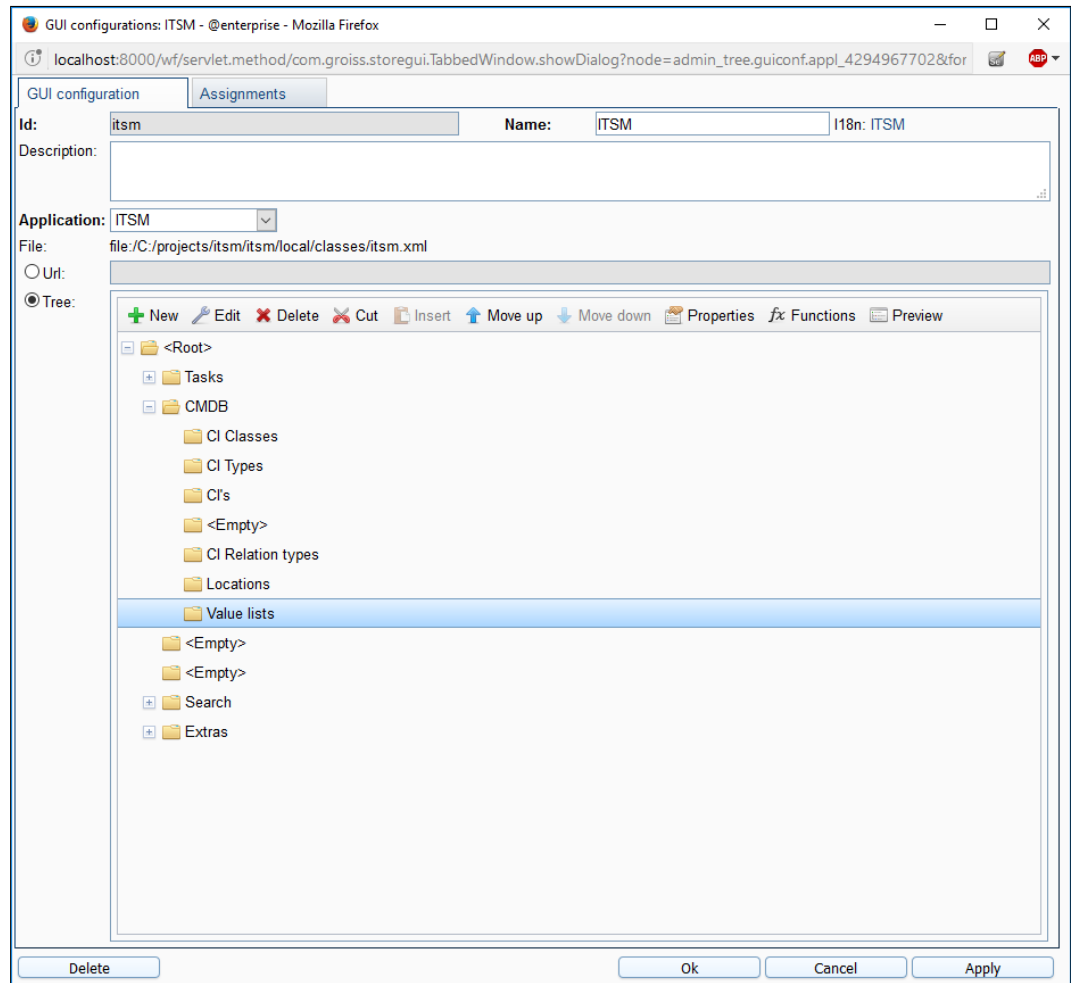 GUI configurations: ITSM - @enterprise - Mozilla Firefox
localhost:8000/wf/servlet.method/com.groiss.storegui.TabbedWindow.showDialog?node=admin_tree.guiconf.appl_4294967702&for
ABP
GUI configuration Assignments
Id: itsm Name: ITSM I18n: ITSM
Description:
Application: ITSM
File: file:/C:/projects/itsm/itsm/local/classes/itsm.xml
Url:
Tree:
New Edit Delete Cut Insert Move up Move down Properties fx Functions Preview
<Root>
Tasks
CMDB
CI Classes
CI Types
CI's
<Empty>
CI Relation types
Locations
Value lists
<Empty>
<Empty>
Search
Extras
Delete Ok Cancel Apply